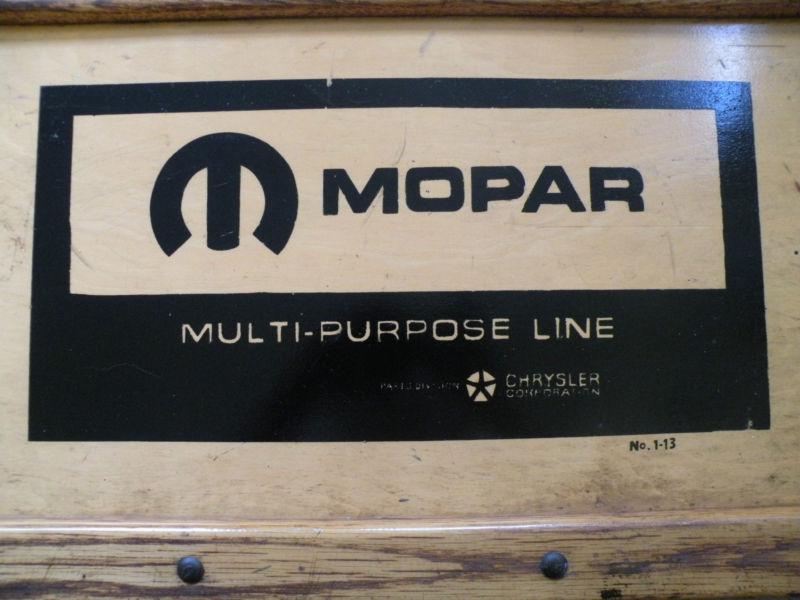 MOPAR
MULTI-PURPOSE LINE
PARTS DIVISION CHRYSLER
CORPORATION
No. 1-13